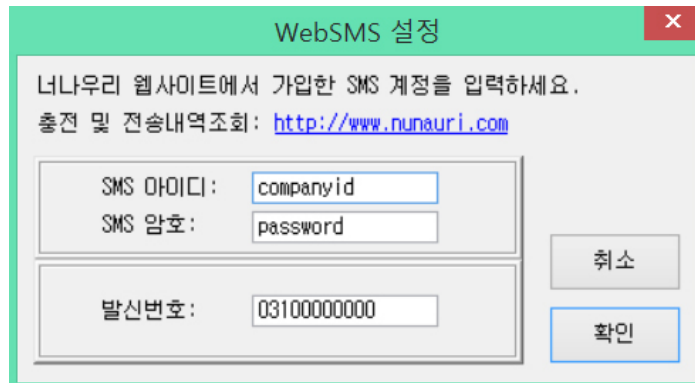 WebSMS 설정
너나우리 웹사이트에서 가입한 SMS 계정을 입력하세요.
충전 및 전송내역조회: http://www.nunauri.com
SMS 아이디: companyid
SMS 암호: password
취소
발신번호: 03100000000
확인